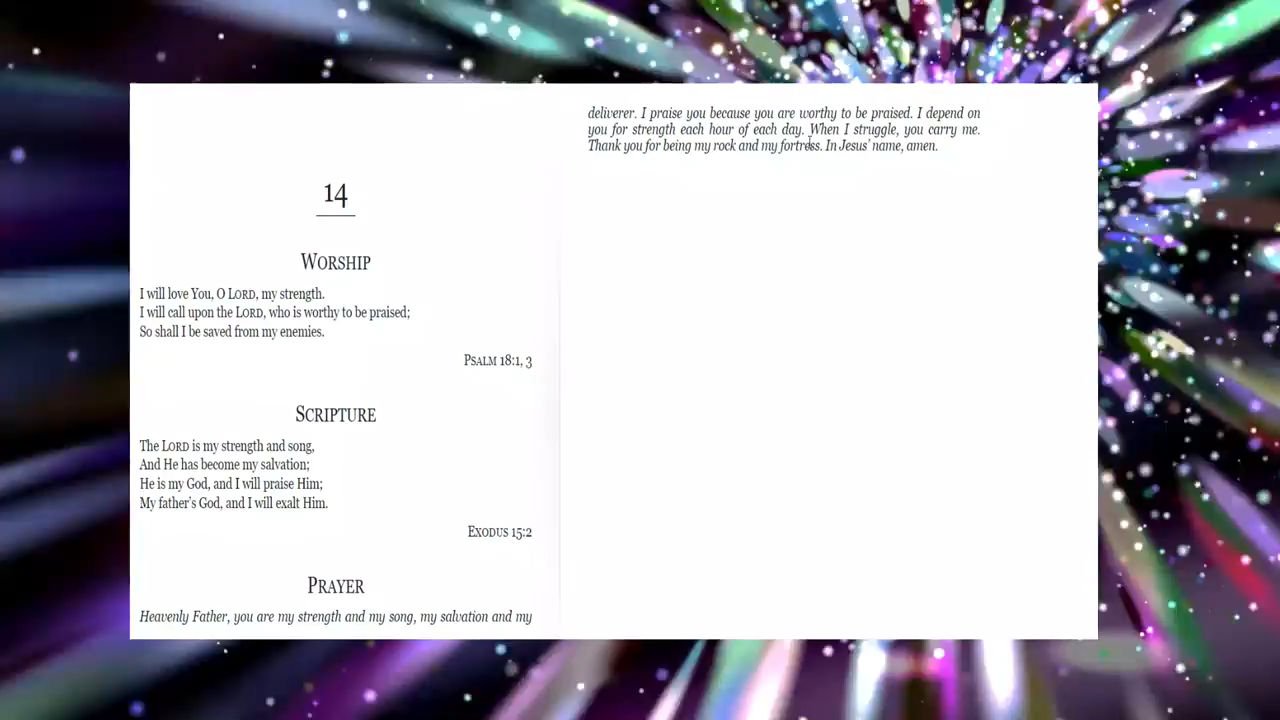 14
WORSHIP
I will love You, O LORD, my strength.
I will call upon the LORD, who is worthy to be praised;
So shall I be saved from my enemies.
PSALM 18:1, 3
SCRIPTURE
The LORD is my strength and song,
And He has become my salvation;
He is my God, and I will praise Him;
My father's God, and I will exalt Him.
EXODUS 15:2
PRAYER
Heavenly Father, you are my strength and my song, my salvation and my
deliverer. I praise you because you are worthy to be praised. I depend on
you for strength each hour of each day. When I struggle, you carry me.
Thank you for being my rock and my fortress. In Jesus' name, amen.